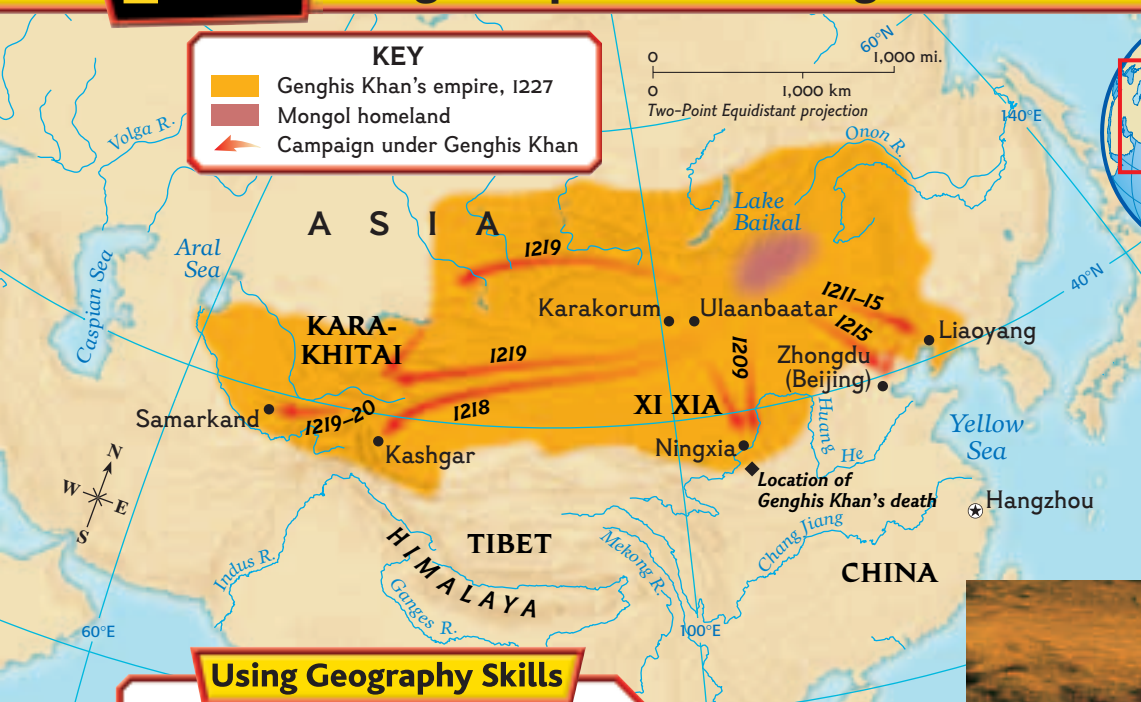 KEY
Genghis Khan's empire, 1227
Mongol homeland
Campaign under Genghis Khan
0 1,000 mi.
0 1,000 km
Two-Point Equidistant projection
60°N
140°E
Volga R.
Onon R.
Lake
Baikal
ASIA
Aral
Sea
Caspian Sea
1219
40°N
Karakorum
Ulaanbaatar
1211–15
1215
Liaoyang
KARA-
KHITAI
1219
1209
Zhongdu
(Beijing)
1218
XI XIA
Samarkand
1219–20
Kashgar
Ningxia
Huang
He
Yellow
Sea
Location of
Genghis Khan's death
Hangzhou
N
W
E
S
HIMALAYA
TIBET
Mekong R.
Chang Jiang
CHINA
Indus R.
Ganges R.
60°E
100°E
Using Geography Skills